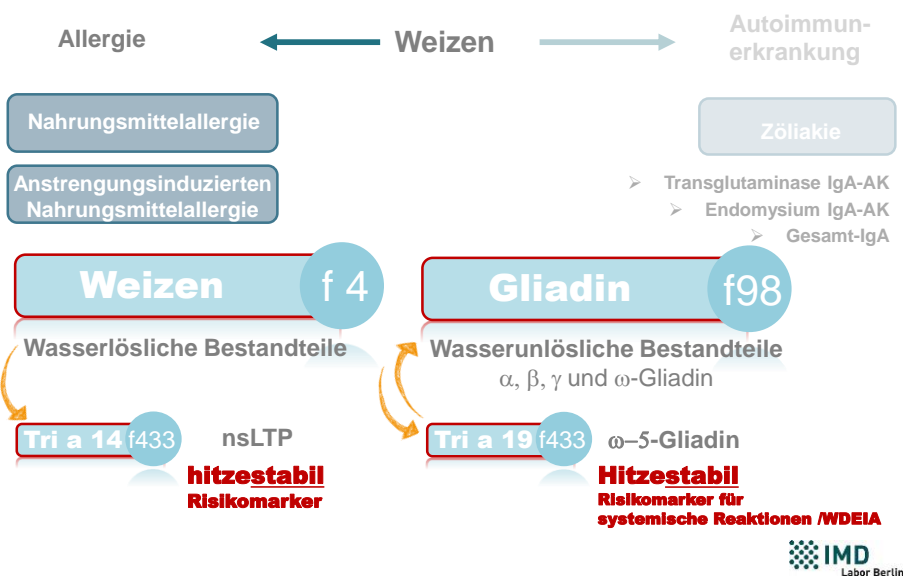 Allergie
Weizen
Autoimmun-
erkrankung
Nahrungsmittelallergie
Zöliakie
Anstrengungsinduzierten
Nahrungsmittelallergie
➢ Transglutaminase IgA-AK
➢ Endomysium IgA-AK
➢ Gesamt-IgA
Weizen f 4
Gliadin f98
Wasserlösliche Bestandteile
Wasserunlösliche Bestandteile
α, β, γ und ω-Gliadin
Tri a 14 f433 nsLTP
hitzestabil
Risikomarker
Tri a 19 f433 ω–5-Gliadin
Hitzestabil
Risikomarker für
systemische Reaktionen /WDEIA
IMD
Labor Berlin